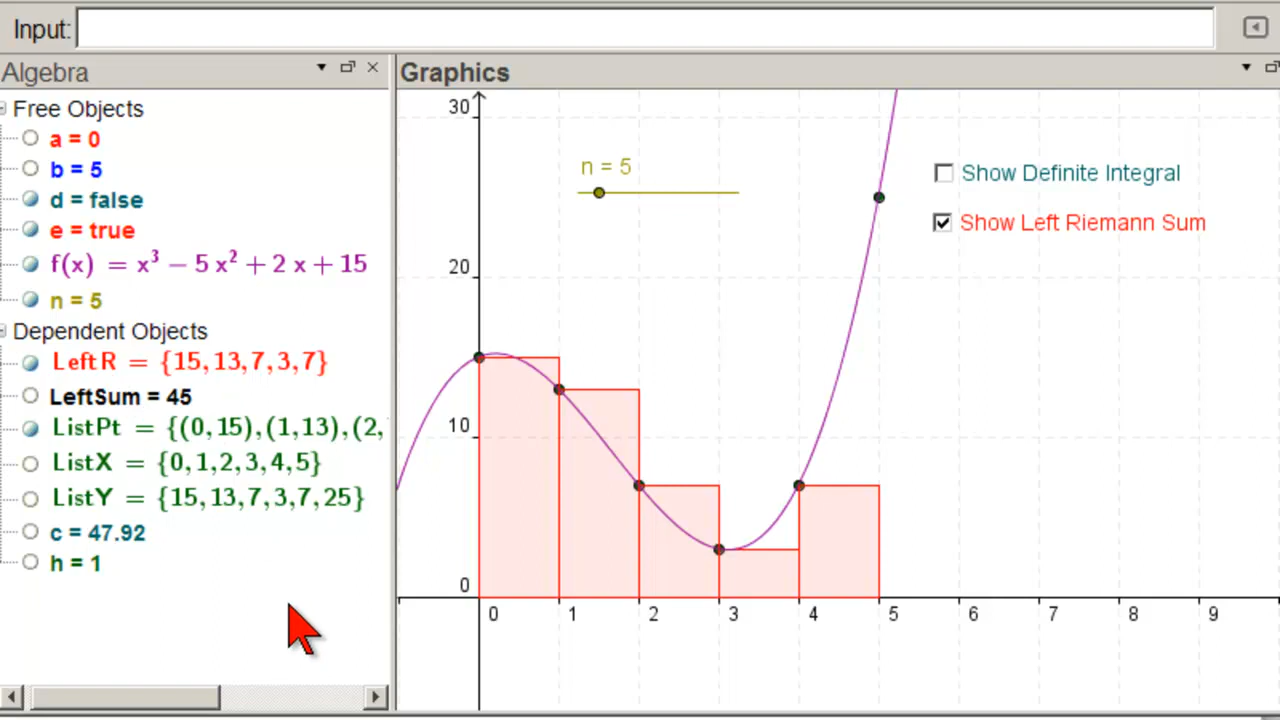 Input:
Algebra
Graphics
Free Objects
a = 0
b = 5
d = false
e = true
f(x) = x³ − 5 x² + 2 x + 15
n = 5
Dependent Objects
LeftR = {15, 13, 7, 3, 7}
LeftSum = 45
ListPt = {(0, 15), (1, 13), (2,
ListX = {0, 1, 2, 3, 4, 5}
ListY = {15, 13, 7, 3, 7, 25}
c = 47.92
h = 1
n = 5
Show Definite Integral
Show Left Riemann Sum
30
20
10
0
0 1 2 3 4 5 6 7 8 9